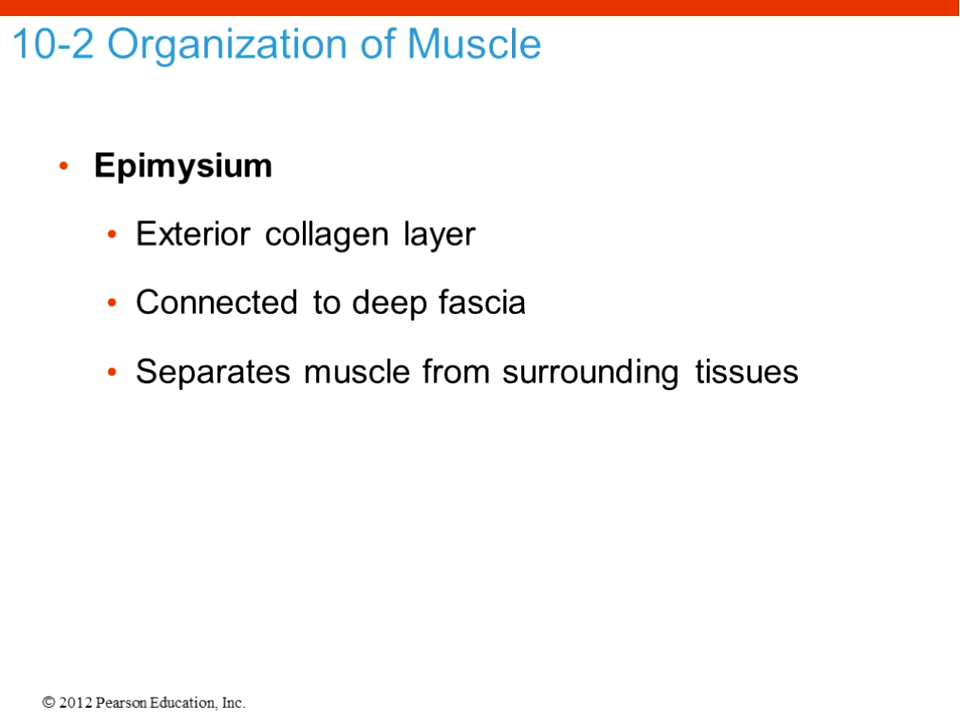 10-2 Organization of Muscle
• Epimysium
• Exterior collagen layer
• Connected to deep fascia
• Separates muscle from surrounding tissues
© 2012 Pearson Education, Inc.